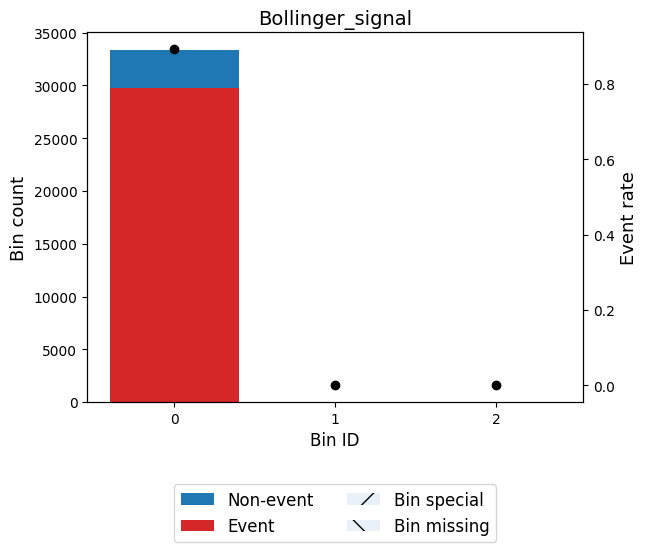 Bollinger_signal
35000
30000
25000
20000
15000
10000
5000
0
Bin count
0.8
0.6
0.4
0.2
0.0
Event rate
0 1 2
Bin ID
Non-event Bin special
Event Bin missing